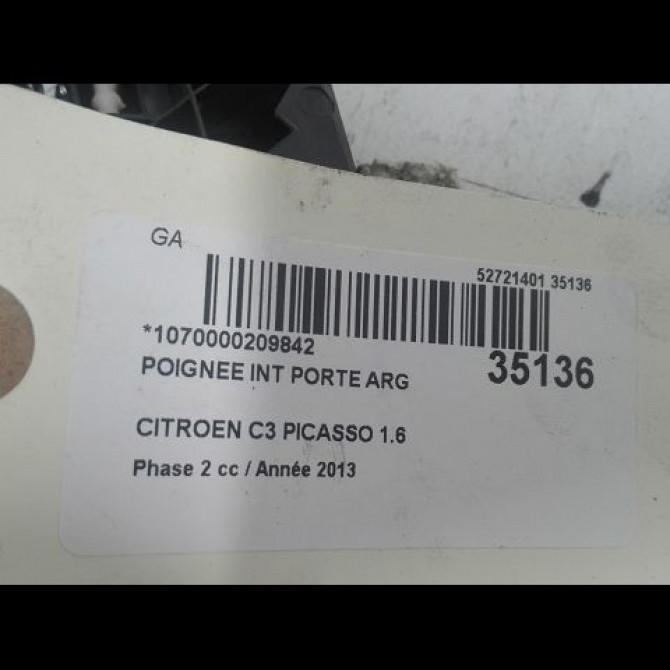 GA
52721401 35136
*1070000209842
35136
POIGNEE INT PORTE ARG
CITROEN C3 PICASSO 1.6
Phase 2 cc / Année 2013